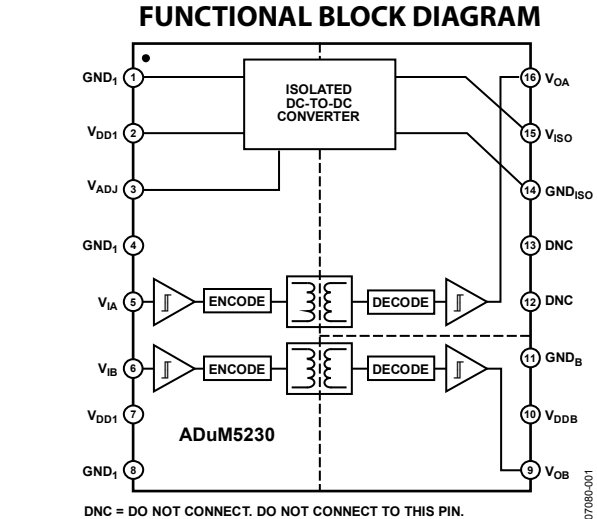 FUNCTIONAL BLOCK DIAGRAM
GND1 1
VDD1 2
VADJ 3
GND1 4
VIA 5
VIB 6
VDD1 7
GND1 8
ISOLATED
DC-TO-DC
CONVERTER
ENCODE
DECODE
ENCODE
DECODE
ADuM5230
16 VOA
15 VISO
14 GNDISO
13 DNC
12 DNC
11 GNDB
10 VDDB
9 VOB
DNC = DO NOT CONNECT. DO NOT CONNECT TO THIS PIN.
07080-001